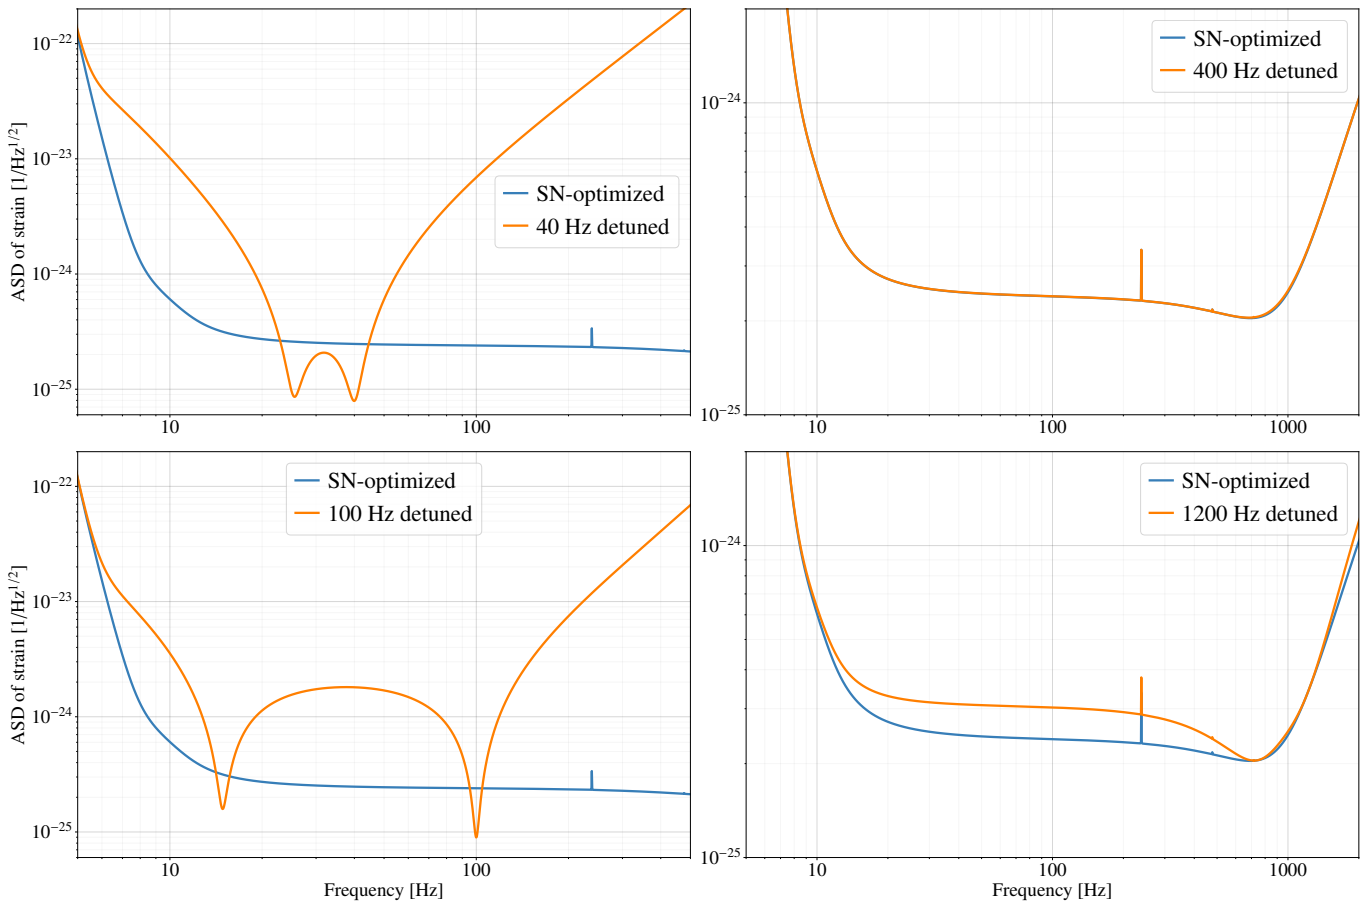 ASD of strain [1/Hz^{1/2}]
10^{-22}
10^{-23}
10^{-24}
10^{-25}
SN-optimized
40 Hz detuned
10
100
10^{-24}
10^{-25}
SN-optimized
400 Hz detuned
10
100
1000
ASD of strain [1/Hz^{1/2}]
10^{-22}
10^{-23}
10^{-24}
10^{-25}
SN-optimized
100 Hz detuned
10
100
Frequency [Hz]
10^{-24}
10^{-25}
SN-optimized
1200 Hz detuned
10
100
1000
Frequency [Hz]